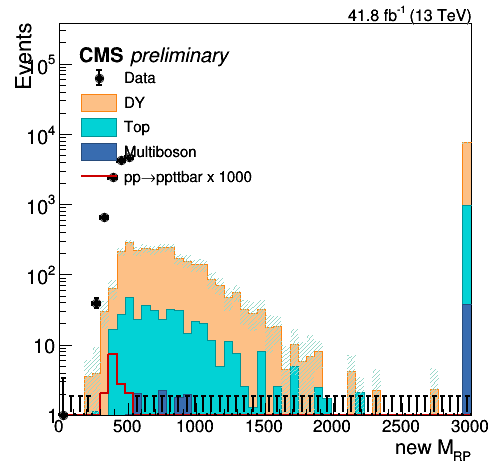 41.8 fb⁻¹ (13 TeV)
Events
CMS preliminary
Data
DY
Top
Multiboson
pp→ppttbar x 1000
10⁵
10⁴
10³
10²
10
1
0 500 1000 1500 2000 2500 3000
new M_RP